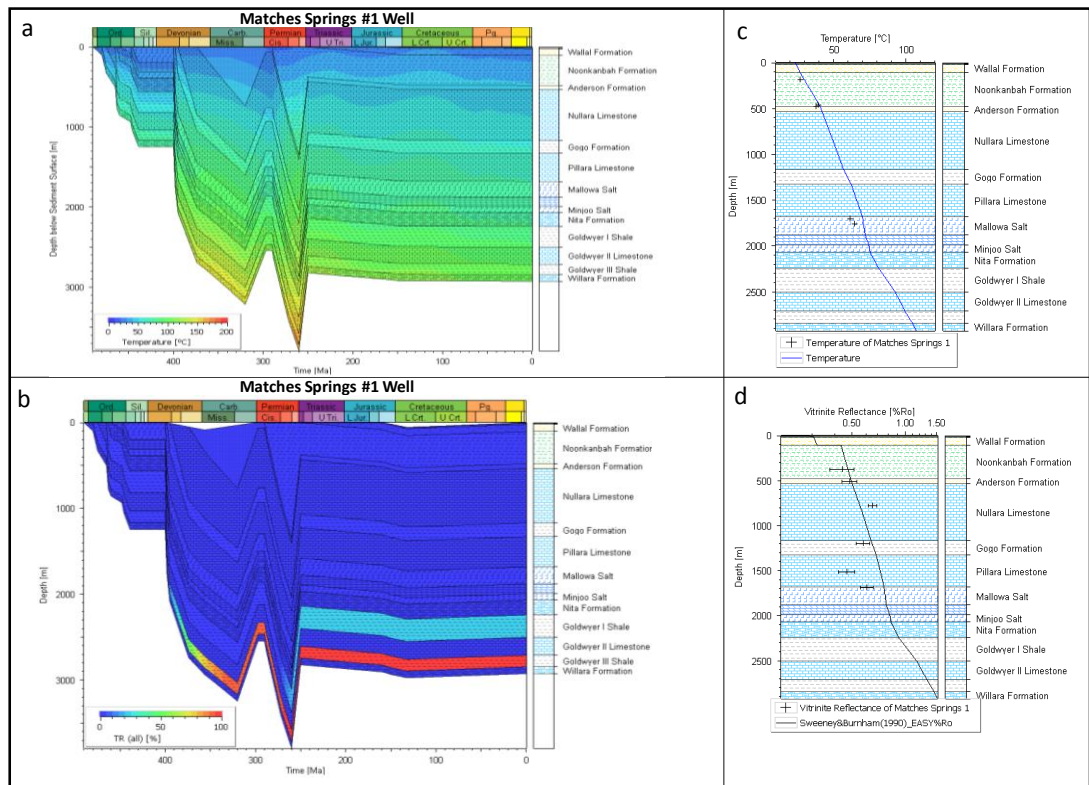 Matches Springs #1 Well
a
Ord. Sil. Devonian Carb. Permian Triassic Jurassic Cretaceous Pg.
Miss. Cis. U Tri. L.Jur. L Crt. U Crt.
0
1000
2000
3000
Depth below Sediment Surface [m]
Wallal Formation
Noonkanbah Formation
Anderson Formation
Nullara Limestone
Gogo Formation
Pillara Limestone
Mallowa Salt
Minjoo Salt
Nita Formation
Goldwyer I Shale
Goldwyer II Limestone
Goldwyer III Shale
Willara Formation
0 50 100 150 200
Temperature [°C]
400 300 200 100 0
Time [Ma]
c
Temperature [°C]
50 100
0
500
1000
1500
2000
2500
Depth [m]
Wallal Formation
Noonkanbah Formation
Anderson Formation
Nullara Limestone
Gogo Formation
Pillara Limestone
Mallowa Salt
Minjoo Salt
Nita Formation
Goldwyer I Shale
Goldwyer II Limestone
Willara Formation
Temperature of Matches Springs 1
Temperature
b
Matches Springs #1 Well
Ord. Sil. Devonian Carb. Permian Triassic Jurassic Cretaceous Pg.
Miss. Cis. U Tri. L.Jur. L Crt. U Crt.
0
1000
2000
3000
Depth [m]
Wallal Formation
Noonkanbah Formatior
Anderson Formation
Nullara Limestone
Gogo Formation
Pillara Limestone
Mallowa Salt
Minjoo Salt
Nita Formation
Goldwyer I Shale
Goldwyer II Limestone
Goldwyer III Shale
Willara Formation
0 50 100
TR (all) [%]
400 300 200 100 0
Time [Ma]
d
Vitrinite Reflectance [%Ro]
0.50 1.00 1.50
0
500
1000
1500
2000
2500
Depth [m]
Wallal Formation
Noonkanbah Formation
Anderson Formation
Nullara Limestone
Gogo Formation
Pillara Limestone
Mallowa Salt
Minjoo Salt
Nita Formation
Goldwyer I Shale
Goldwyer II Limestone
Willara Formation
Vitrinite Reflectance of Matches Springs 1
Sweeney&Burnham(1990)_EASY%Ro